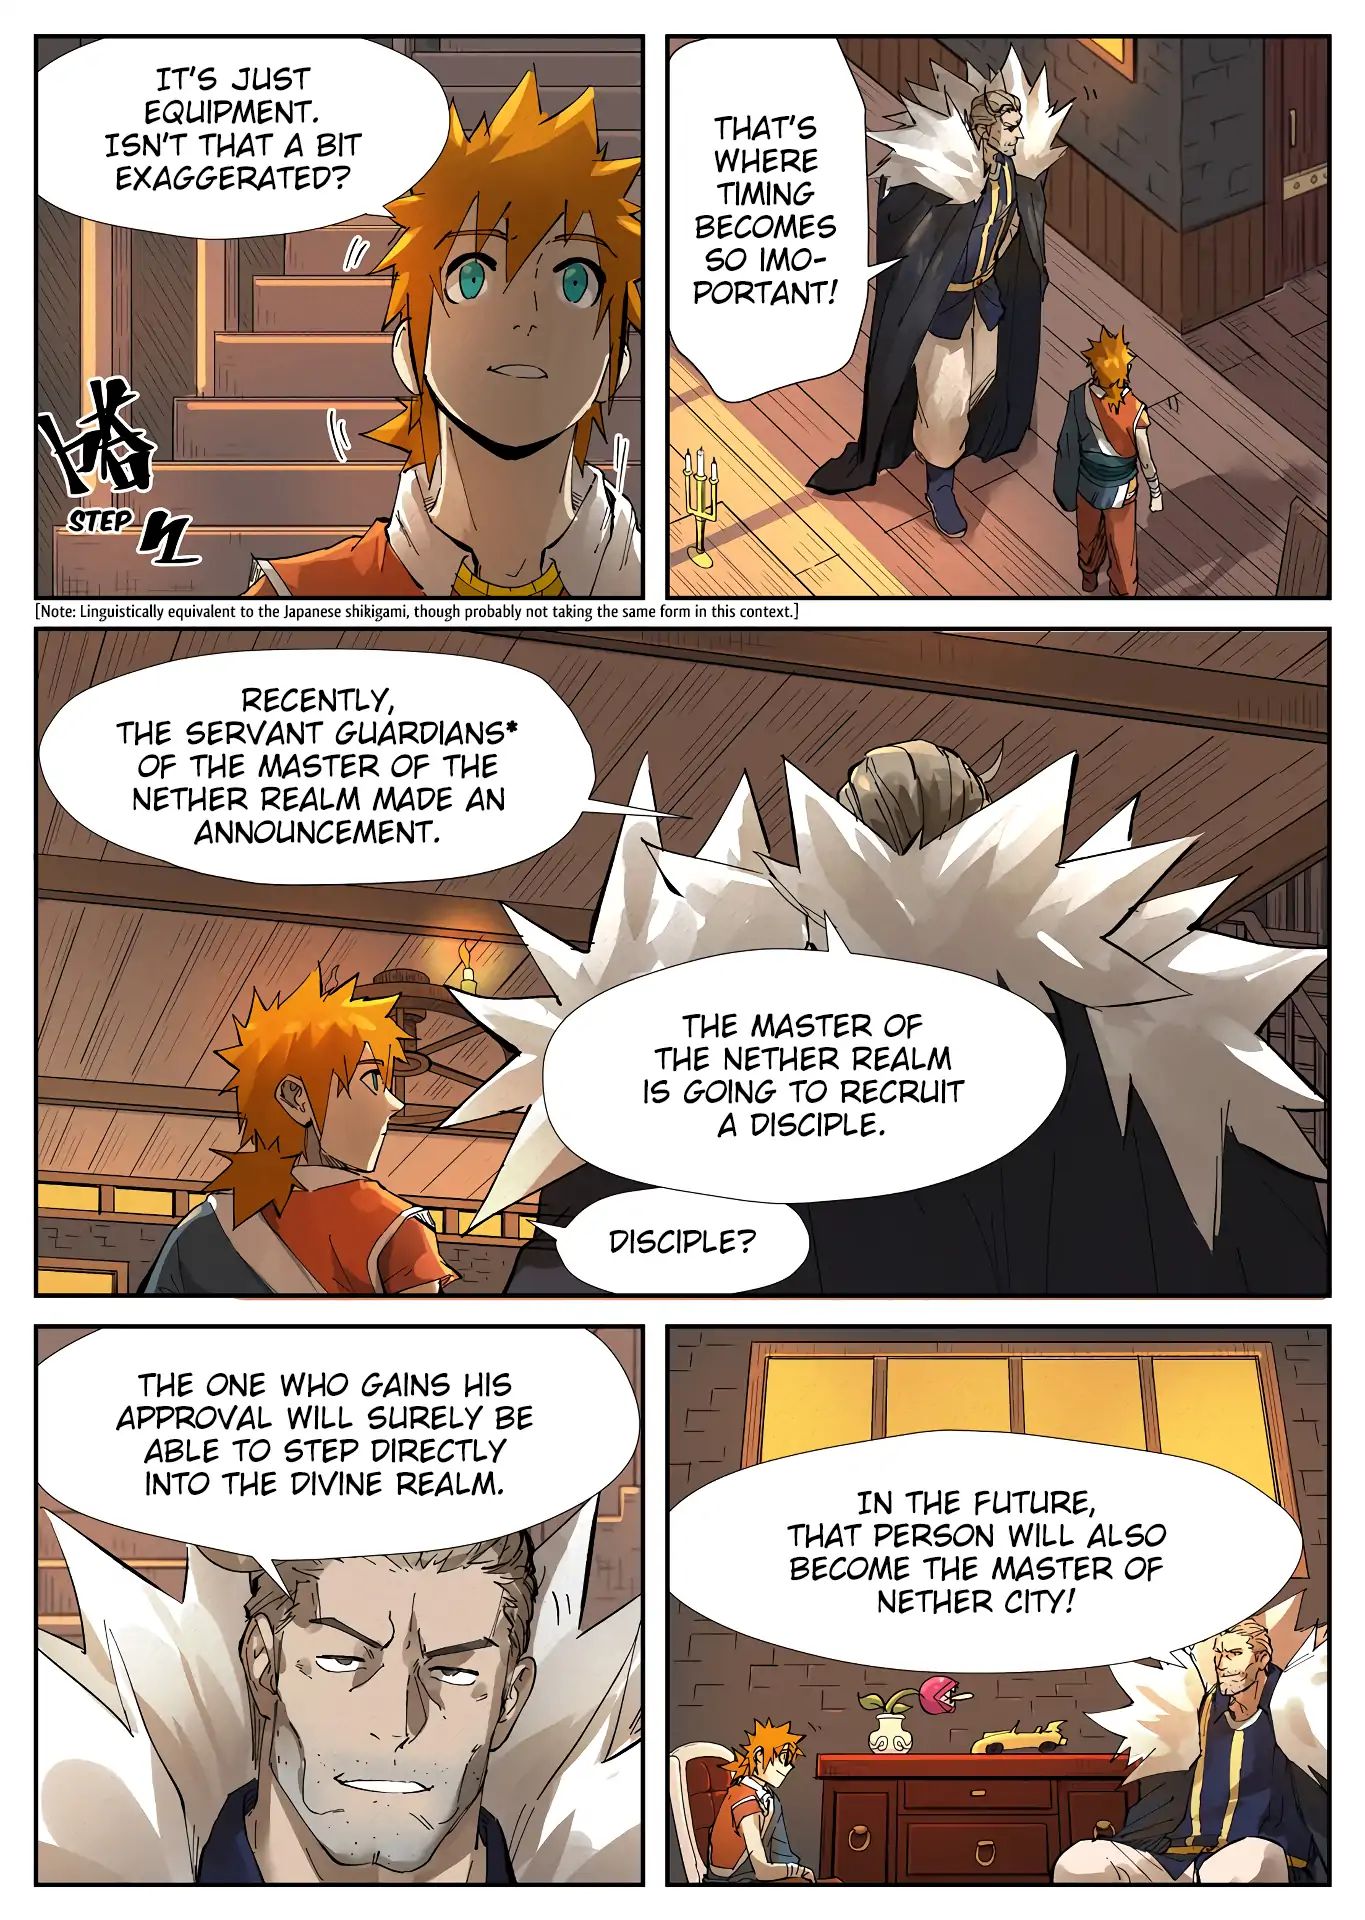 IT'S JUST
EQUIPMENT.
ISN'T THAT A BIT
EXAGGERATED?
咯
STEP
THAT'S
WHERE
TIMING
BECOMES
SO IMO-
PORTANT!
[Note: Linguistically equivalent to the Japanese shikigami, though probably not taking the same form in this context.]
RECENTLY,
THE SERVANT GUARDIANS*
OF THE MASTER OF THE
NETHER REALM MADE AN
ANNOUNCEMENT.
THE MASTER OF
THE NETHER REALM
IS GOING TO RECRUIT
A DISCIPLE.
DISCIPLE?
THE ONE WHO GAINS HIS
APPROVAL WILL SURELY BE
ABLE TO STEP DIRECTLY
INTO THE DIVINE REALM.
IN THE FUTURE,
THAT PERSON WILL ALSO
BECOME THE MASTER OF
NETHER CITY!